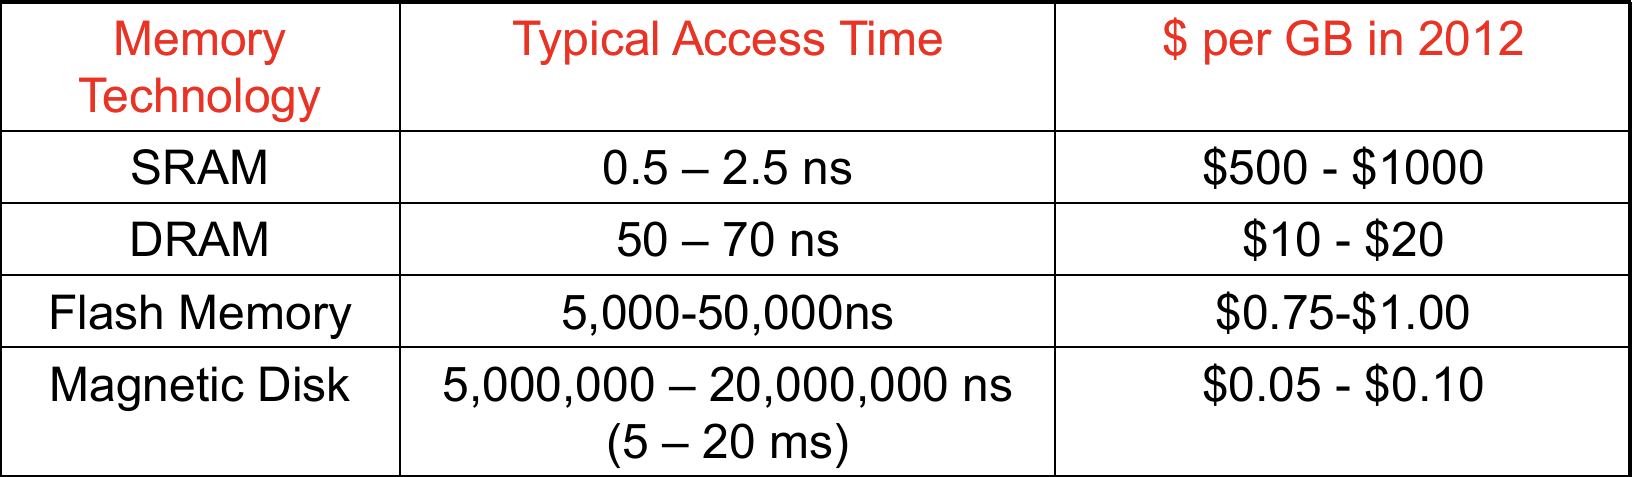 Memory Technology
Typical Access Time
$ per GB in 2012
SRAM
0.5 – 2.5 ns
$500 - $1000
DRAM
50 – 70 ns
$10 - $20
Flash Memory
5,000-50,000ns
$0.75-$1.00
Magnetic Disk
5,000,000 – 20,000,000 ns
(5 – 20 ms)
$0.05 - $0.10